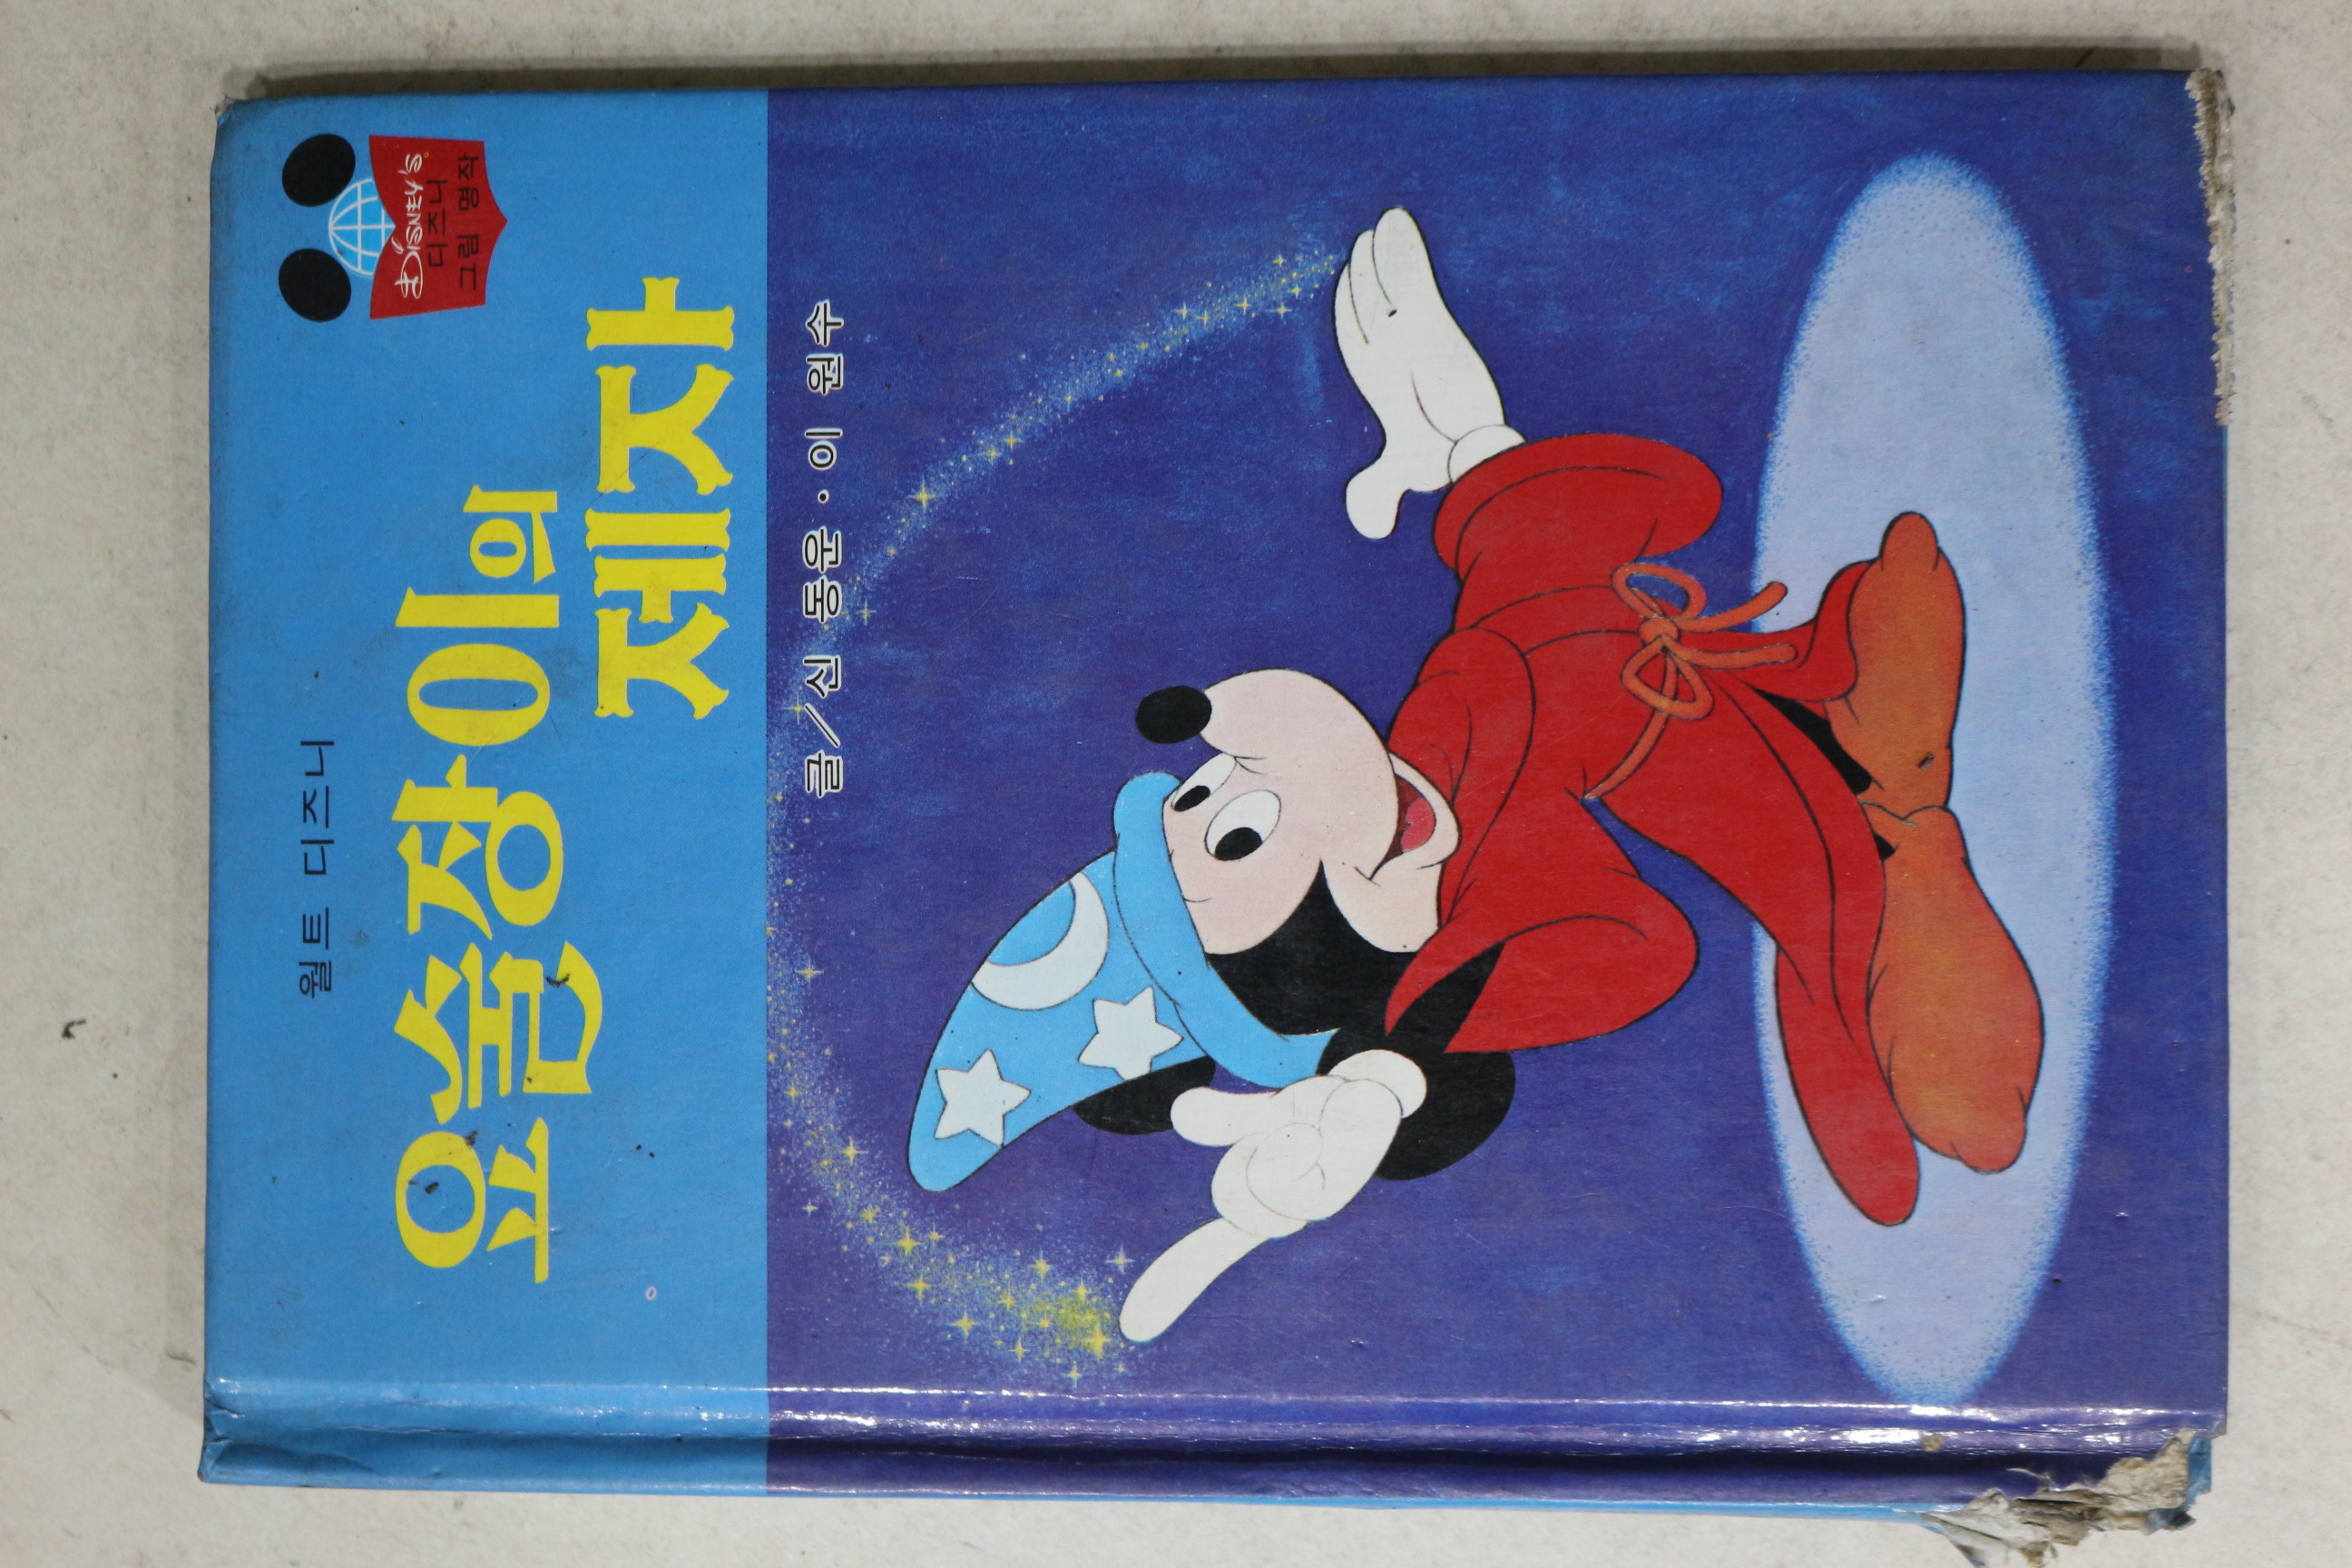 월트 디즈니
DISNEY'S
디즈니
그림 명작
요술장이의
제자
글/신 동운·이 원수